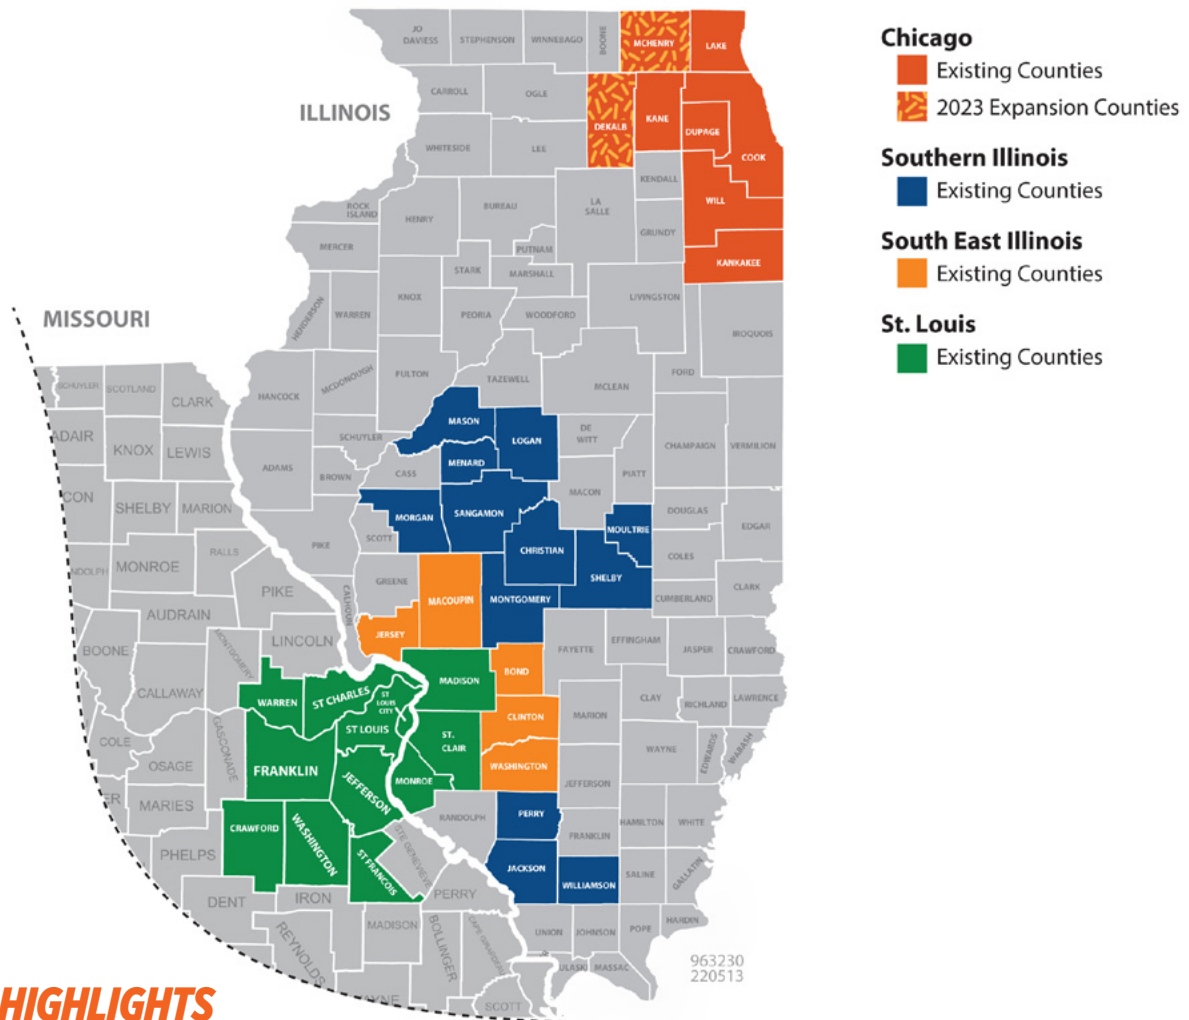 JO
DAVIESS
STEPHENSON
WINNEBAGO
BOONE
MCHENRY
LAKE
CARROLL
OGLE
ILLINOIS
DEKALB
KANE
DUPAGE
COOK
WHITESIDE
LEE
KENDALL
ROCK
ISLAND
HENRY
BUREAU
LA
SALLE
WILL
GRUNDY
MERCER
PUTNAM
KANKAKEE
STARK
MARSHALL
HENDERSON
WARREN
KNOX
PEORIA
WOODFORD
LIVINGSTON
IROQUOIS
MISSOURI
SCHUYLER
SCOTLAND
CLARK
HANCOCK
MCDONOUGH
FULTON
TAZEWELL
MCLEAN
FORD
ADAIR
KNOX
LEWIS
ADAMS
SCHUYLER
BROWN
CASS
MASON
LOGAN
MENARD
DE
WITT
PIATT
CHAMPAIGN
VERMILION
CON
SHELBY
MARION
MORGAN
SANGAMON
MACON
MOULTRIE
DOUGLAS
EDGAR
SCOTT
PIKE
CHRISTIAN
SHELBY
COLES
NDOLPH
MONROE
RALLS
PIKE
GREENE
CALHOUN
MACOUPIN
MONTGOMERY
CUMBERLAND
CLARK
AUDRAIN
JERSEY
BOONE
MONTGOMERY
LINCOLN
FAYETTE
EFFINGHAM
JASPER
CRAWFORD
CALLAWAY
WARREN
ST CHARLES
ST
LOUIS
CITY
MADISON
BOND
CLAY
RICHLAND
LAWRENCE
MARION
CLINTON
COLE
OSAGE
GASCONADE
FRANKLIN
ST LOUIS
ST.
CLAIR
WASHINGTON
WAYNE
EDWARDS
WABASH
JEFFERSON
MONROE
JEFFERSON
ER
MARIES
CRAWFORD
WASHINGTON
RANDOLPH
PERRY
FRANKLIN
HAMILTON
WHITE
PHELPS
ST FRANCOIS
STE GENEVIEVE
JACKSON
WILLIAMSON
SALINE
GALLATIN
DENT
IRON
PERRY
REYNOLDS
MADISON
BOLLINGER
CAPE GIRARDEAU
UNION
JOHNSON
POPE
HARDIN
ULASKI
MASSAC
AYNE
SCOTT
963230
220513
Chicago
Existing Counties
2023 Expansion Counties
Southern Illinois
Existing Counties
South East Illinois
Existing Counties
St. Louis
Existing Counties
HIGHLIGHTS